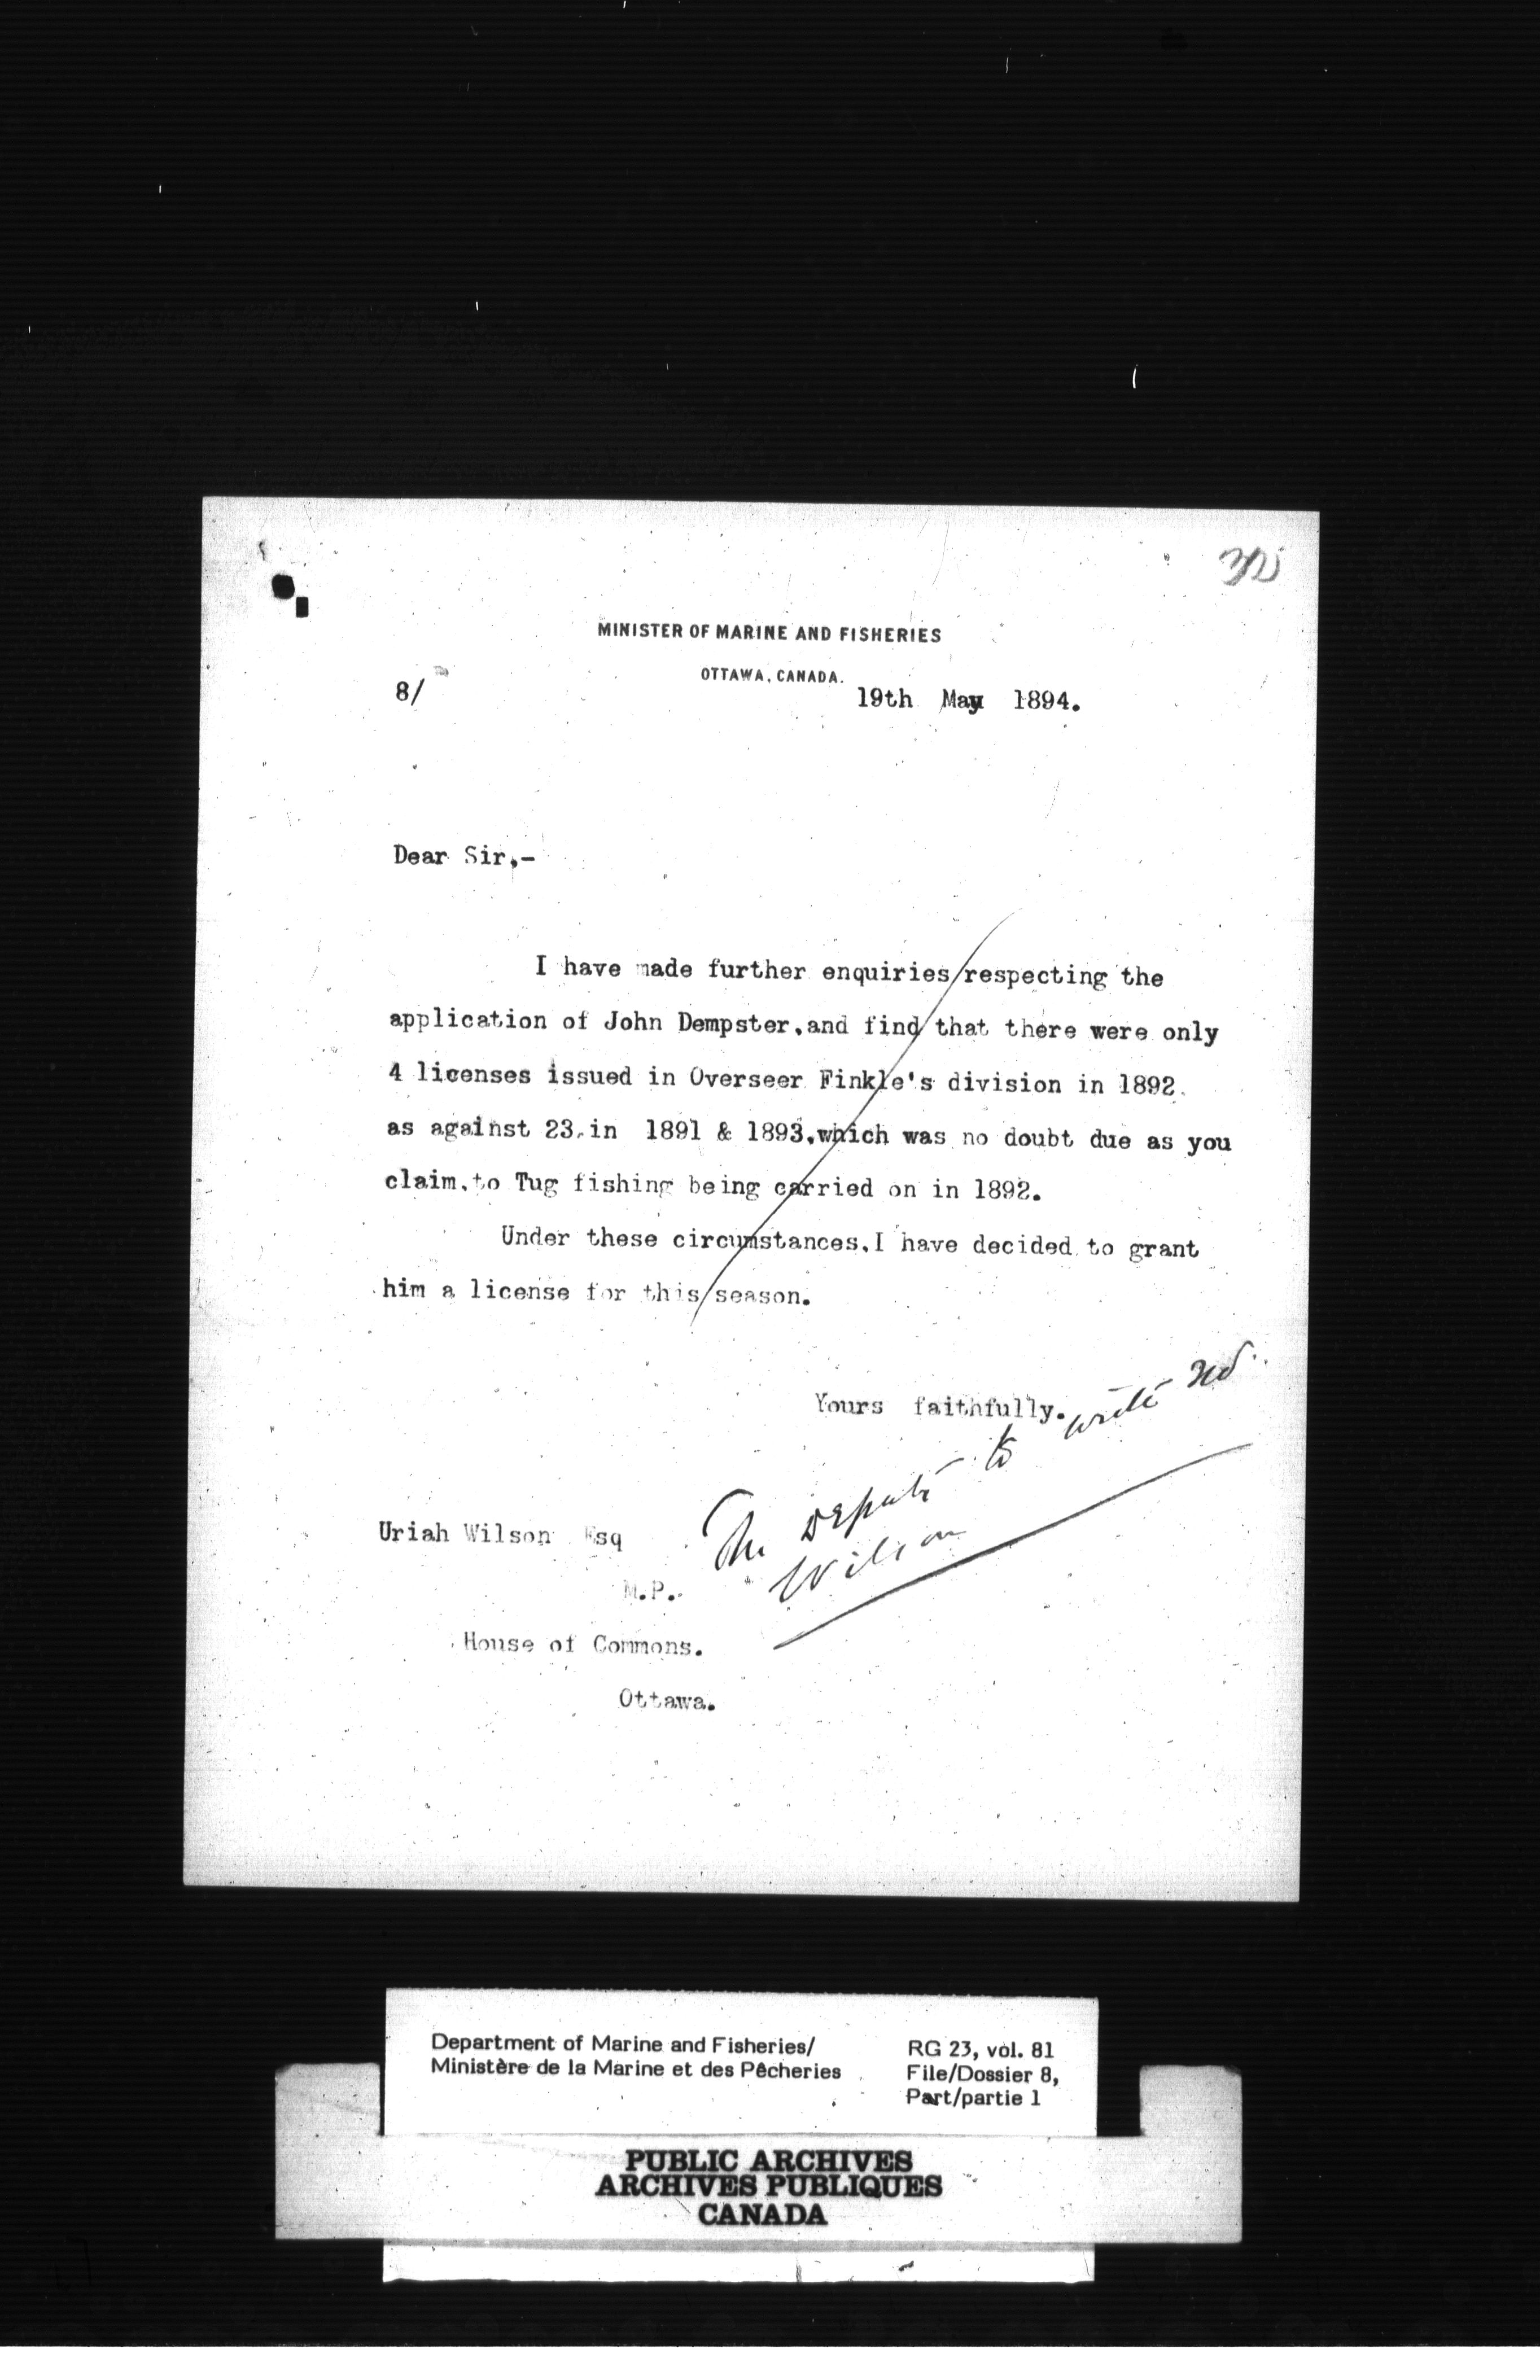 MINISTER OF MARINE AND FISHERIES
OTTAWA, CANADA.
8/
19th May 1894.
Dear Sir,-
I have made further enquiries respecting the
application of John Dempster, and find that there were only
4 licenses issued in Overseer Finkle's division in 1892,
as against 23, in 1891 & 1893, which was no doubt due as you
claim, to Tug fishing being carried on in 1892.
Under these circumstances, I have decided to grant
him a license for this season.
Yours faithfully.
The Deputé to write
Wilson
Uriah Wilson Esq
M.P.
House of Commons.
Ottawa.
Department of Marine and Fisheries/
Ministère de la Marine et des Pêcheries
RG 23, vol. 81
File/Dossier 8,
Part/partie 1
PUBLIC ARCHIVES
ARCHIVES PUBLIQUES
CANADA